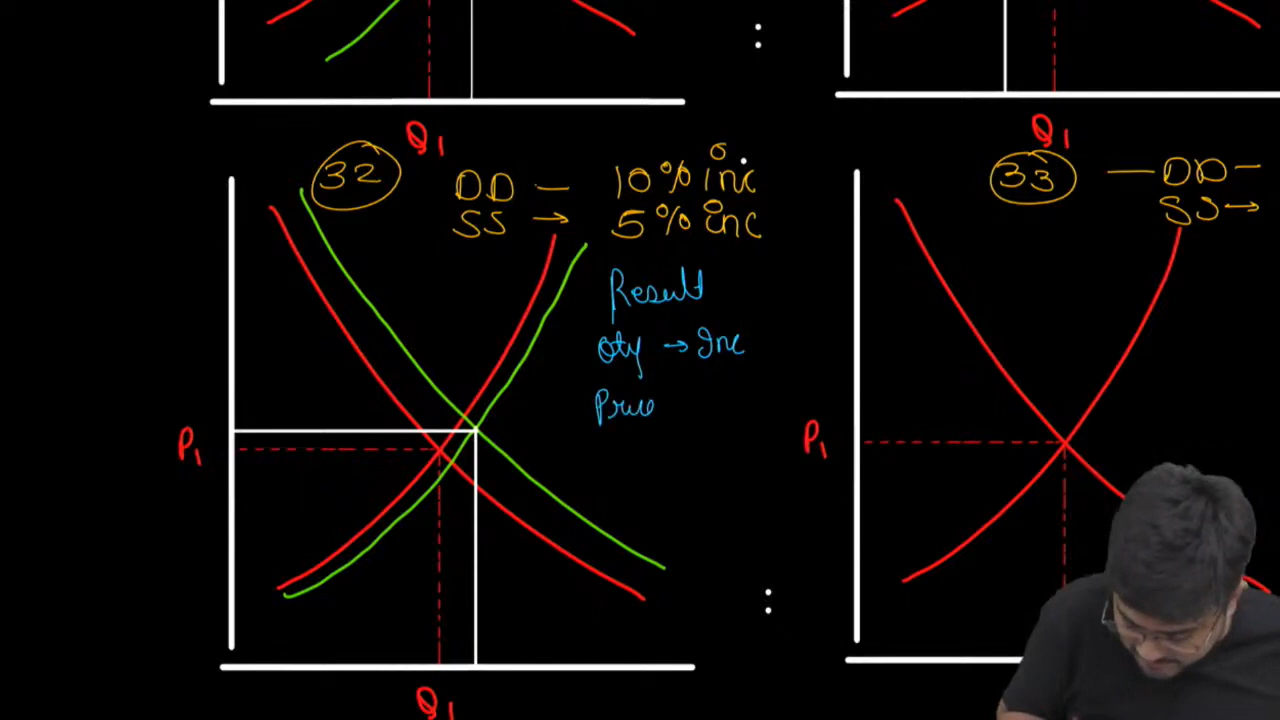 Q1
Q1
32
DD — 10% inc
SS → 5% inc
Result
Qty → Inc
Price
P1
Q1
33
— DD —
SS →
P1